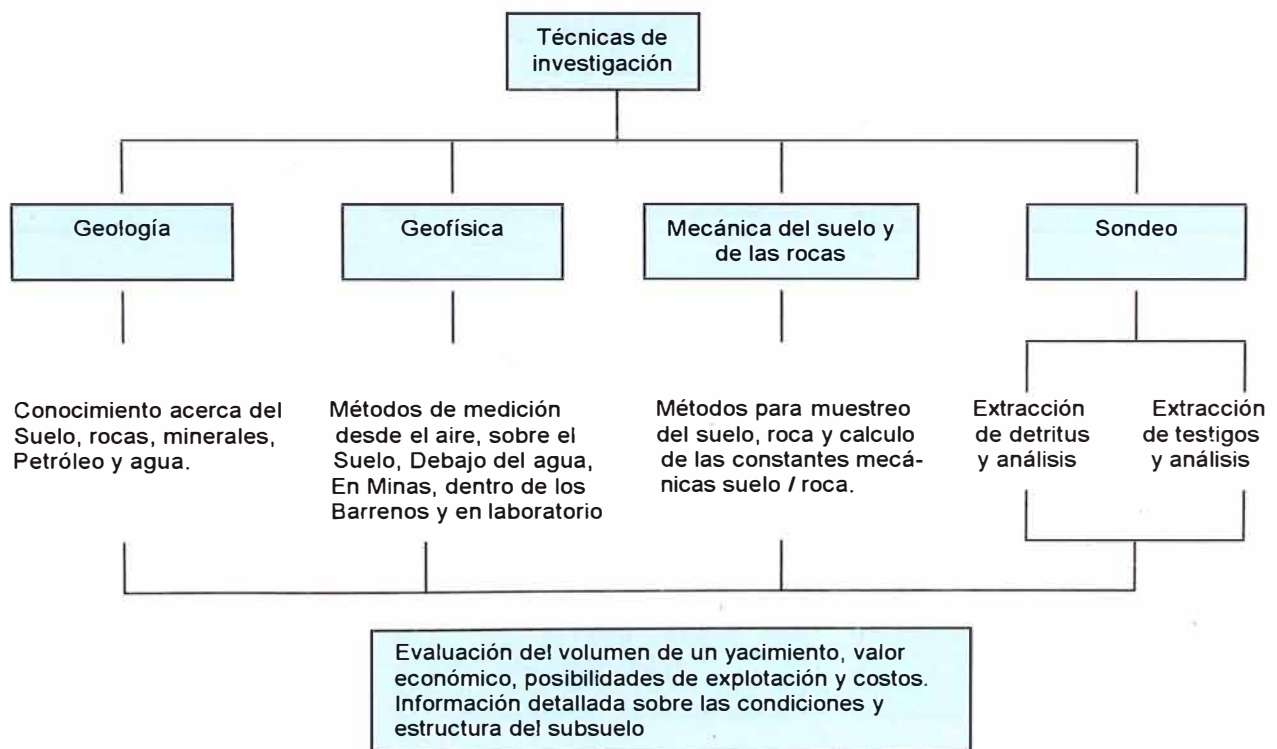 Técnicas de
investigación
Geología
Geofísica
Mecánica del suelo y
de las rocas
Sondeo
Conocimiento acerca del
Suelo, rocas, minerales,
Petróleo y agua.
Métodos de medición
desde el aire, sobre el
Suelo, Debajo del agua,
En Minas, dentro de los
Barrenos y en laboratorio
Métodos para muestreo
del suelo, roca y calculo
de las constantes mecá-
nicas suelo / roca.
Extracción
de detritus
y análisis
Extracción
de testigos
y análisis
Evaluación del volumen de un yacimiento, valor
económico, posibilidades de explotación y costos.
Información detallada sobre las condiciones y
estructura del subsuelo